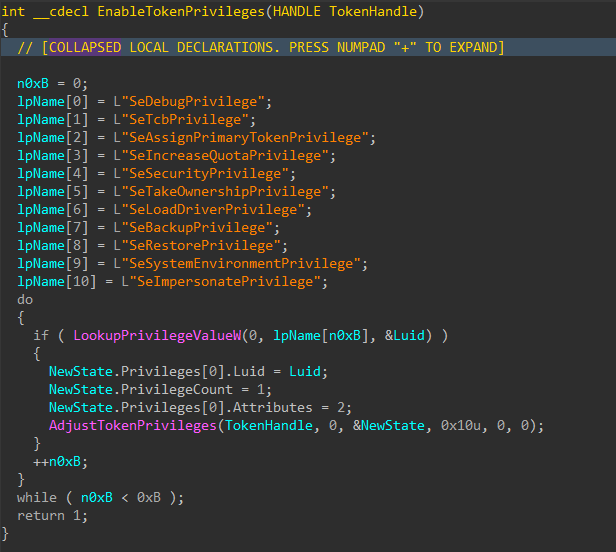 int __cdecl EnableTokenPrivileges(HANDLE TokenHandle)
{
// [COLLAPSED LOCAL DECLARATIONS. PRESS NUMPAD "+" TO EXPAND]
n0xB = 0;
lpName[0] = L"SeDebugPrivilege";
lpName[1] = L"SeTcbPrivilege";
lpName[2] = L"SeAssignPrimaryTokenPrivilege";
lpName[3] = L"SeIncreaseQuotaPrivilege";
lpName[4] = L"SeSecurityPrivilege";
lpName[5] = L"SeTakeOwnershipPrivilege";
lpName[6] = L"SeLoadDriverPrivilege";
lpName[7] = L"SeBackupPrivilege";
lpName[8] = L"SeRestorePrivilege";
lpName[9] = L"SeSystemEnvironmentPrivilege";
lpName[10] = L"SeImpersonatePrivilege";
do
{
if ( LookupPrivilegeValueW(0, lpName[n0xB], &Luid) )
{
NewState.Privileges[0].Luid = Luid;
NewState.PrivilegeCount = 1;
NewState.Privileges[0].Attributes = 2;
AdjustTokenPrivileges(TokenHandle, 0, &NewState, 0x10u, 0, 0);
}
++n0xB;
}
while ( n0xB < 0xB );
return 1;
}